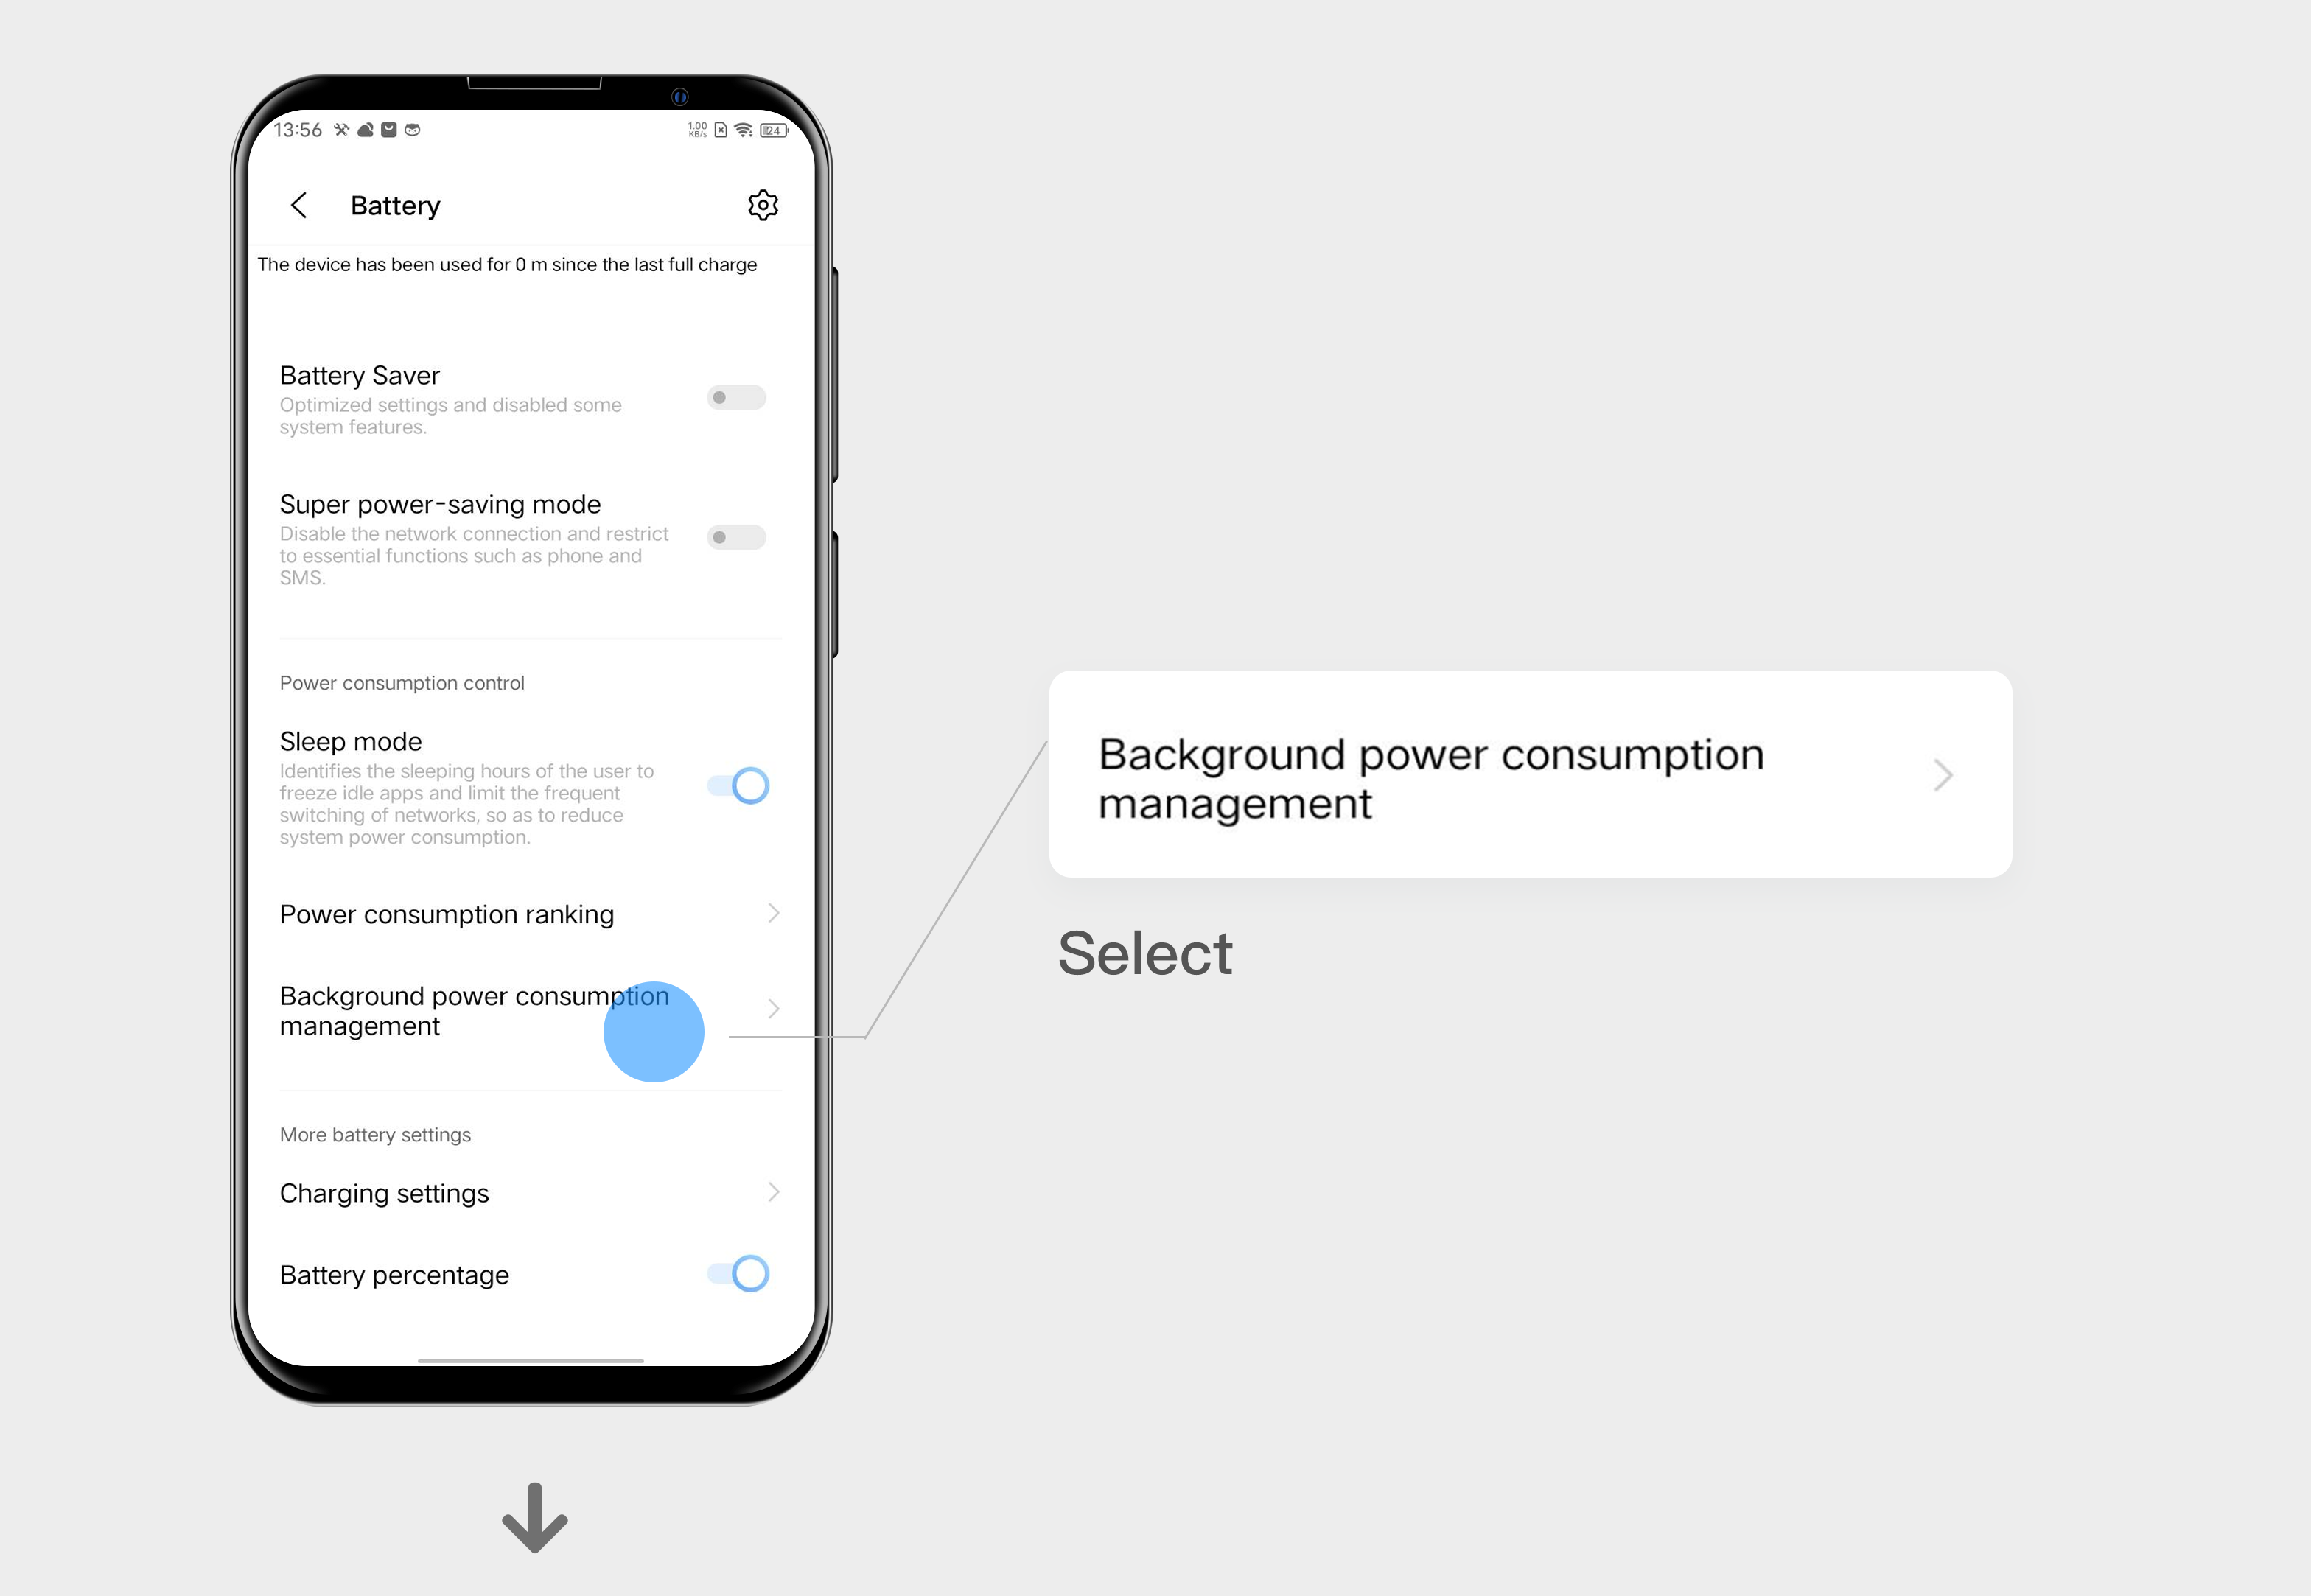 13:56
1.00
KB/s
24
Battery
The device has been used for 0 m since the last full charge
Battery Saver
Optimized settings and disabled some
system features.
Super power-saving mode
Disable the network connection and restrict
to essential functions such as phone and
SMS.
Power consumption control
Sleep mode
Identifies the sleeping hours of the user to
freeze idle apps and limit the frequent
switching of networks, so as to reduce
system power consumption.
Power consumption ranking
Background power consumption
management
More battery settings
Charging settings
Battery percentage
Background power consumption
management
Select